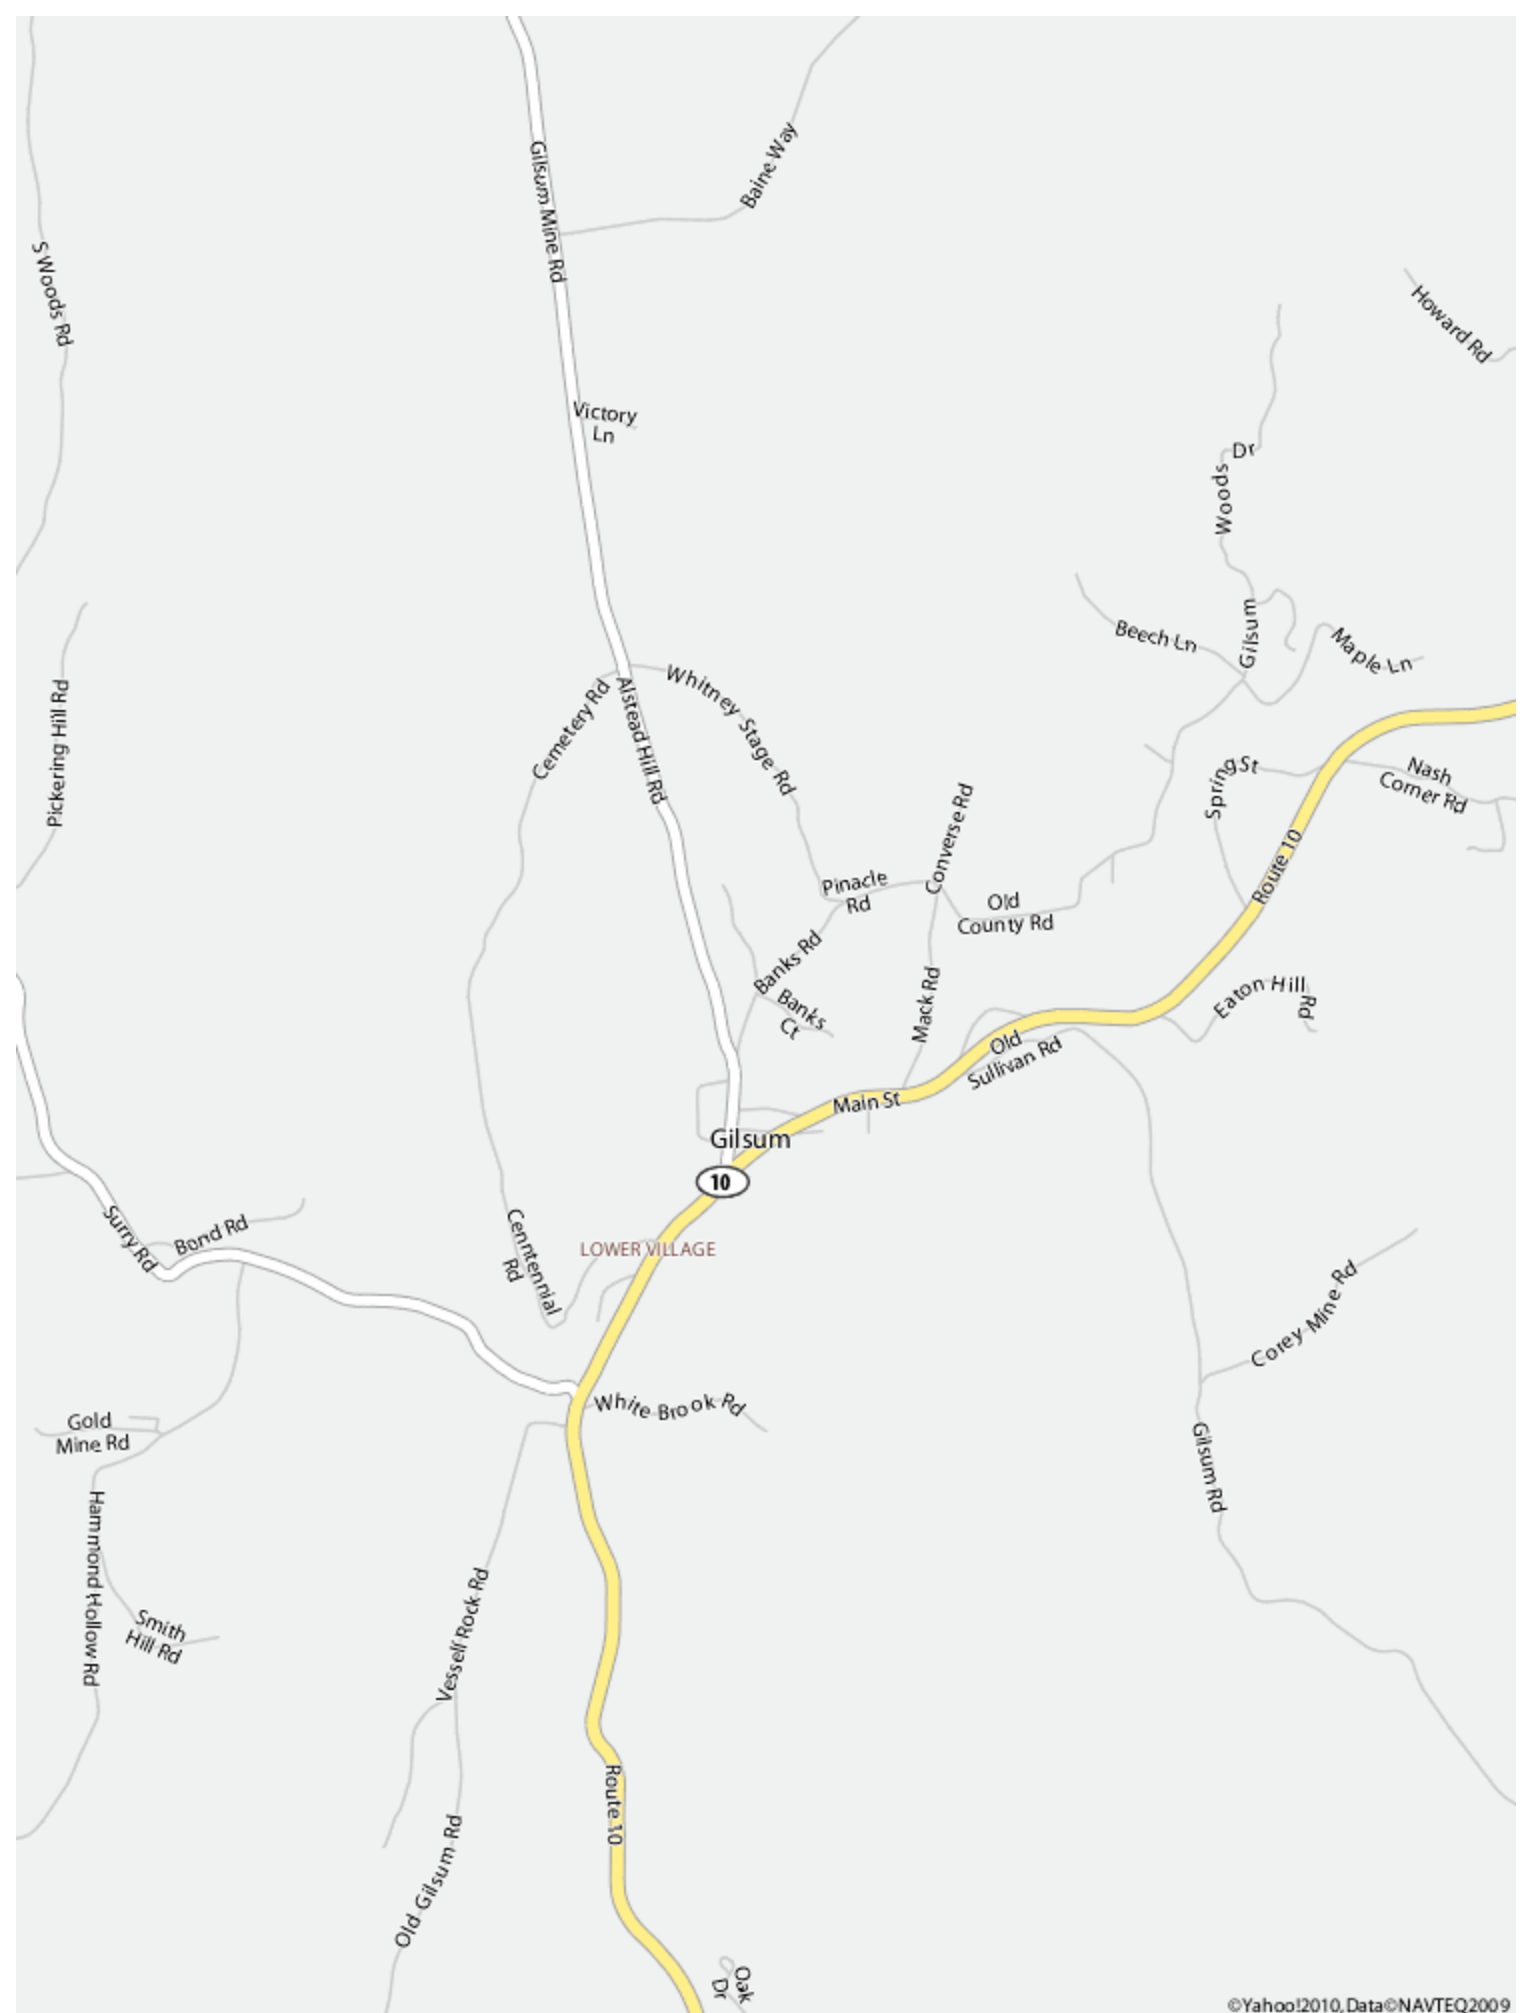 Gilsum Mine Rd
Baine Way
S Woods Rd
Howard Rd
Victory
Ln
Dr
Woods
Gilsum
Beech Ln
Maple Ln
Pickering Hill Rd
Cemetery Rd
Alstead Hill Rd
Whitney Stage Rd
Spring St
Nash
Corner Rd
Converse Rd
Route 10
Pinacle
Rd
Old
County Rd
Banks Rd
Banks
Ct
Mack Rd
Eaton Hill Rd
Old
Sullivan Rd
Main St
Gilsum
10
Surry Rd
Bond Rd
Cenntennial
Rd
LOWER VILLAGE
Corey Mine Rd
White Brook Rd
Gold
Mine Rd
Gilsum Rd
Hammond Hollow Rd
Smith
Hill Rd
Vessell Rock Rd
Route 10
Old Gilsum Rd
Oak
Dr
©Yahoo!2010, Data©NAVTEQ2009